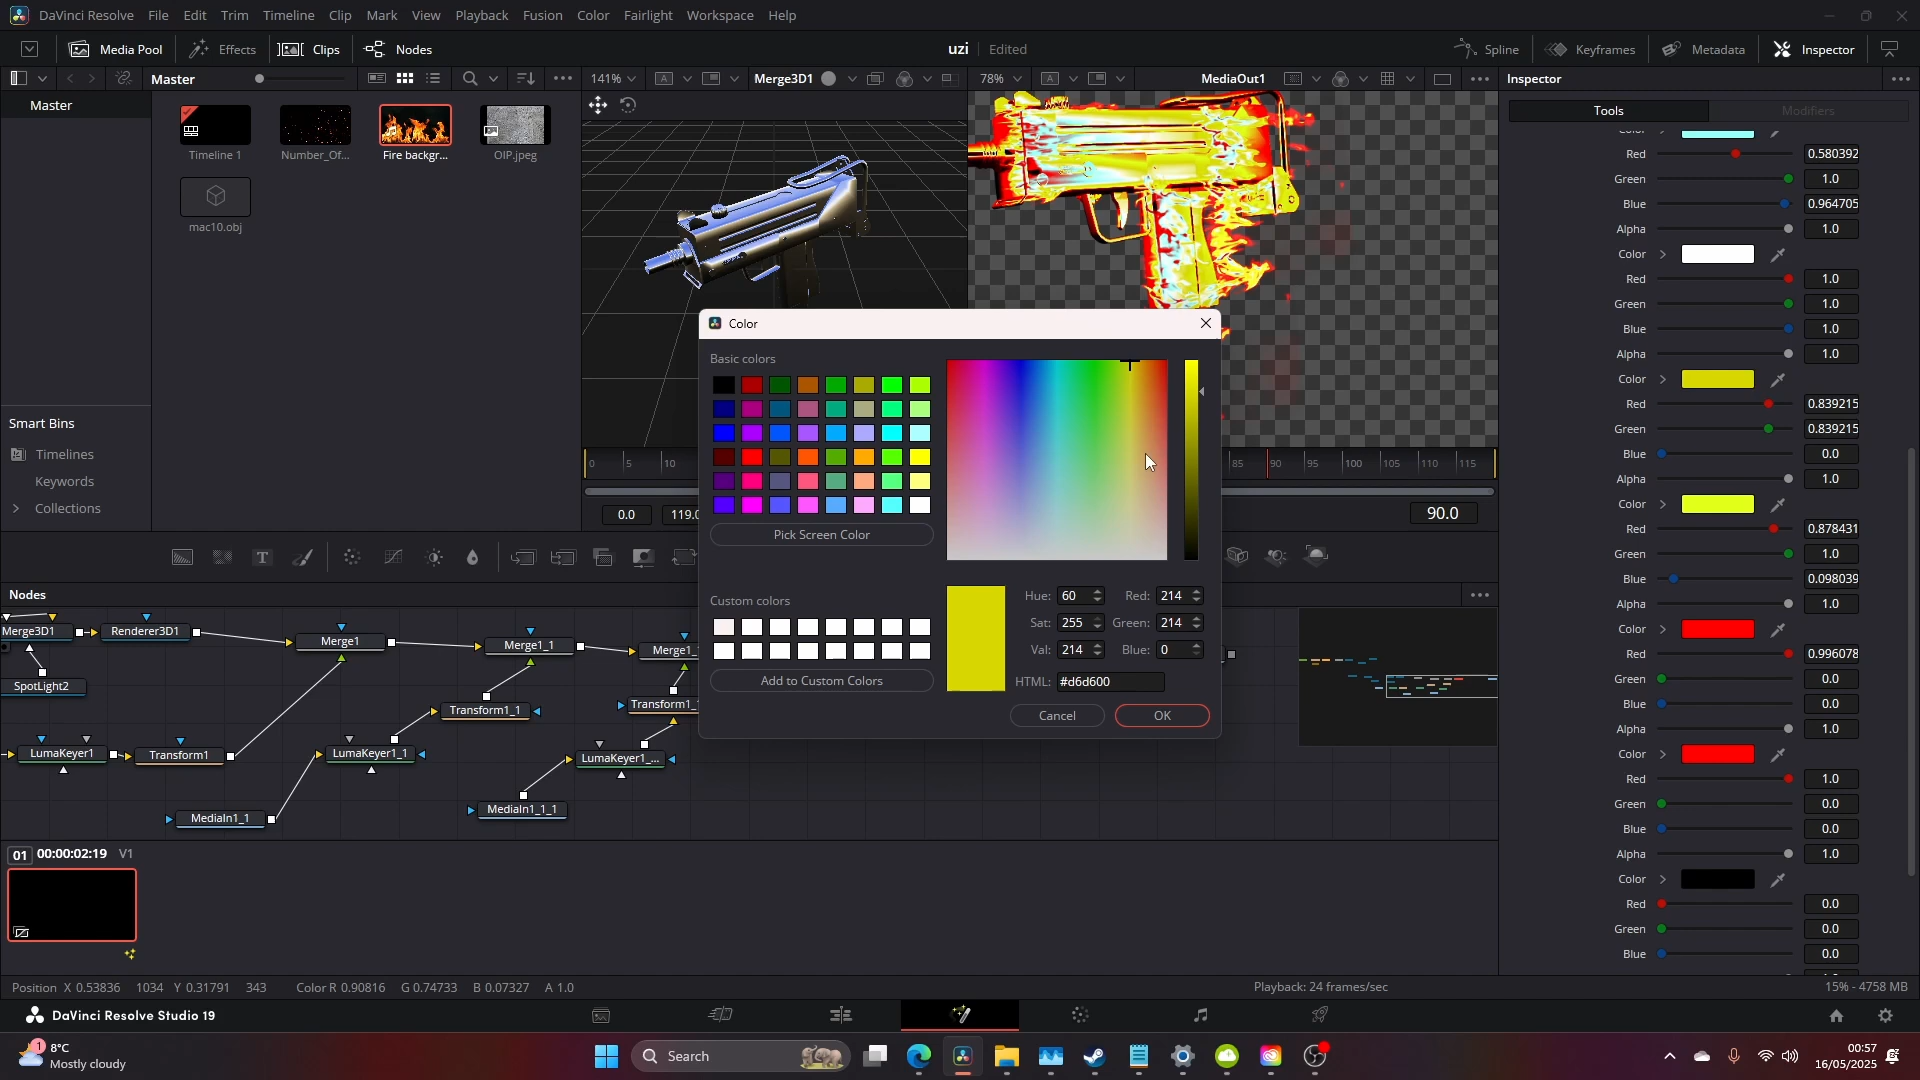 DaVinci Resolve File Edit Trim Timeline Clip Mark View Playback Fusion Color Fairlight Workspace Help
Media Pool Effects Clips Nodes uzi Edited Spline Keyframes Metadata Inspector
Master 141% Merge3D1 78% MediaOut1 Inspector
Master
Timeline 1 Number_Of... Fire backgr... OIP.jpeg
mac10.obj
Smart Bins
Timelines
Keywords
Collections
0 5 10 85 90 95 100 105 110 115
0.0 119.0 90.0
Color
Basic colors
Pick Screen Color
Custom colors
Add to Custom Colors
Hue: 60 Red: 214
Sat: 255 Green: 214
Val: 214 Blue: 0
HTML: #d6d600
Cancel OK
Tools Modifiers
Red 0.580392
Green 1.0
Blue 0.964705
Alpha 1.0
Color
Red 1.0
Green 1.0
Blue 1.0
Alpha 1.0
Color
Red 0.839215
Green 0.839215
Blue 0.0
Alpha 1.0
Color
Red 0.878431
Green 1.0
Blue 0.098039
Alpha 1.0
Color
Red 0.996078
Green 0.0
Blue 0.0
Alpha 1.0
Color
Red 1.0
Green 0.0
Blue 0.0
Alpha 1.0
Color
Red 0.0
Green 0.0
Blue 0.0
Nodes
Merge3D1 Renderer3D1 Merge1 Merge1_1 Merge1_
SpotLight2 Transform1_1 Transform1_
LumaKeyer1 Transform1 LumaKeyer1_1 LumaKeyer1_...
MediaIn1_1 MediaIn1_1_1
01 00:00:02:19 V1
Position X 0.53836 1034 Y 0.31791 343 Color R 0.90816 G 0.74733 B 0.07327 A 1.0 Playback: 24 frames/sec 15% - 4758 MB
DaVinci Resolve Studio 19
1 8°C
Mostly cloudy
Search
00:57
16/05/2025